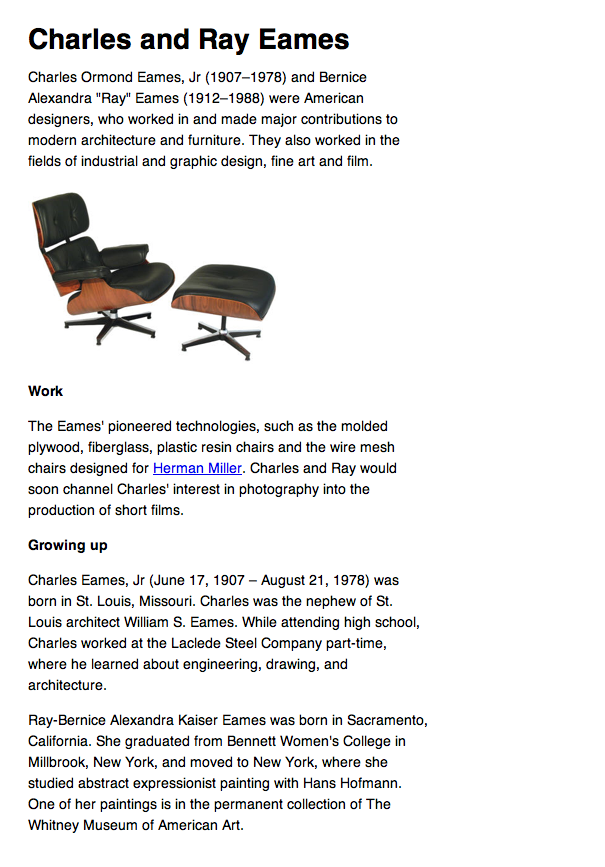 Charles and Ray Eames
Charles Ormond Eames, Jr (1907–1978) and Bernice
Alexandra "Ray" Eames (1912–1988) were American
designers, who worked in and made major contributions to
modern architecture and furniture. They also worked in the
fields of industrial and graphic design, fine art and film.
Work
The Eames' pioneered technologies, such as the molded
plywood, fiberglass, plastic resin chairs and the wire mesh
chairs designed for Herman Miller. Charles and Ray would
soon channel Charles' interest in photography into the
production of short films.
Growing up
Charles Eames, Jr (June 17, 1907 – August 21, 1978) was
born in St. Louis, Missouri. Charles was the nephew of St.
Louis architect William S. Eames. While attending high school,
Charles worked at the Laclede Steel Company part-time,
where he learned about engineering, drawing, and
architecture.
Ray-Bernice Alexandra Kaiser Eames was born in Sacramento,
California. She graduated from Bennett Women's College in
Millbrook, New York, and moved to New York, where she
studied abstract expressionist painting with Hans Hofmann.
One of her paintings is in the permanent collection of The
Whitney Museum of American Art.